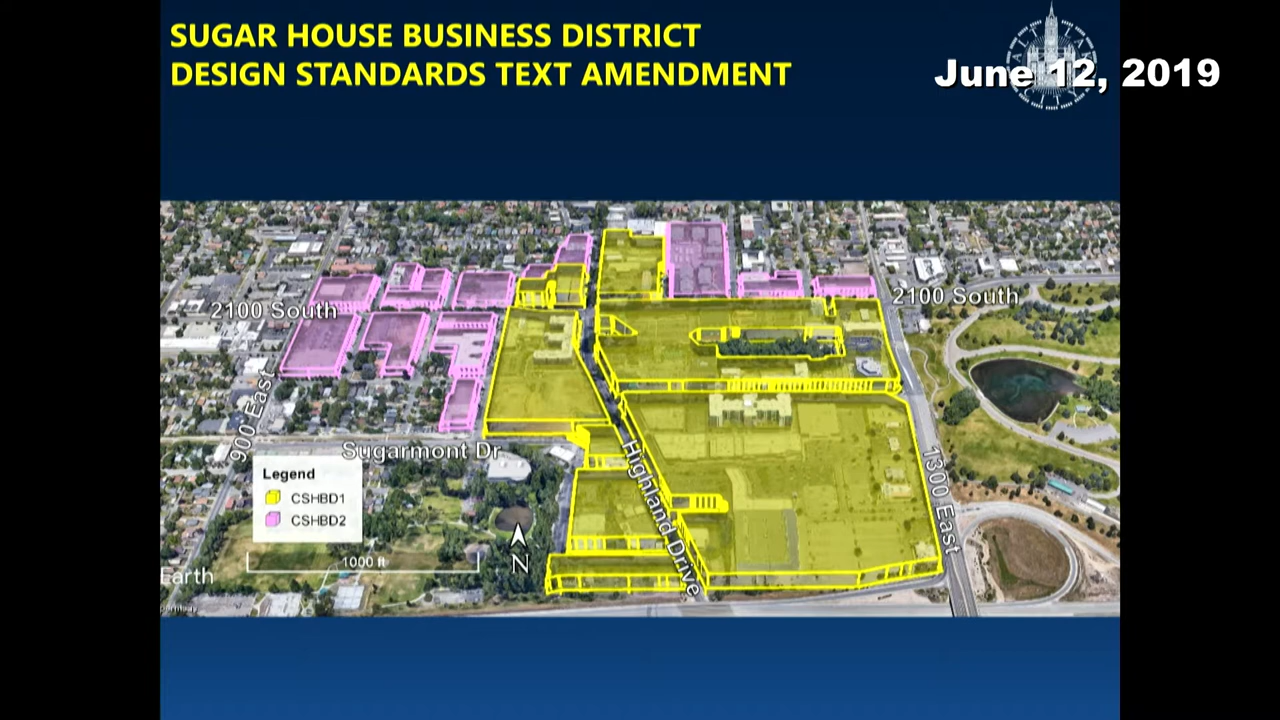 SUGAR HOUSE BUSINESS DISTRICT
DESIGN STANDARDS TEXT AMENDMENT
June 12, 2019
2100 South
2100 South
900 East
Sugarmont Dr
Highland Drive
1300 East
Legend
CSHBD1
CSHBD2
1000 ft
N
Earth